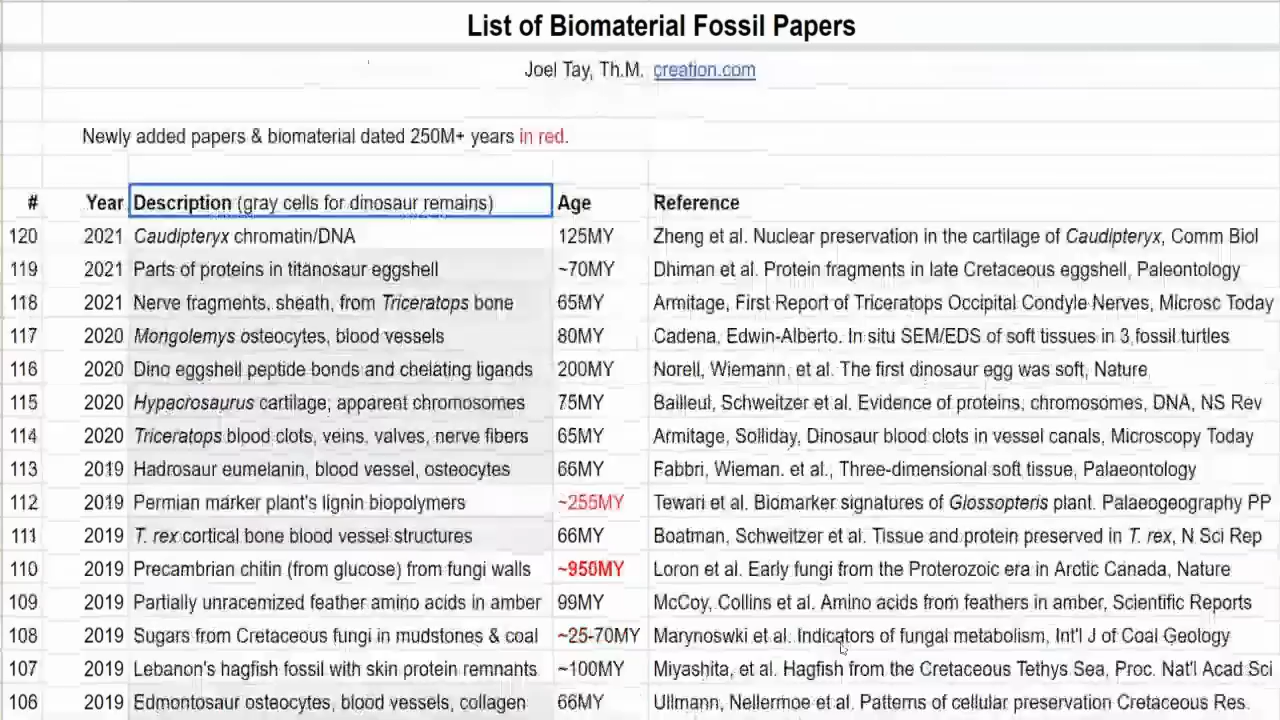 List of Biomaterial Fossil Papers
Joel Tay, Th.M. creation.com
Newly added papers & biomaterial dated 250M+ years in red.
# Year Description (gray cells for dinosaur remains) Age Reference
120 2021 Caudipteryx chromatin/DNA 125MY Zheng et al. Nuclear preservation in the cartilage of Caudipteryx, Comm Biol
119 2021 Parts of proteins in titanosaur eggshell ~70MY Dhiman et al. Protein fragments in late Cretaceous eggshell, Paleontology
118 2021 Nerve fragments, sheath, from Triceratops bone 65MY Armitage, First Report of Triceratops Occipital Condyle Nerves, Microsc Today
117 2020 Mongolemys osteocytes, blood vessels 80MY Cadena, Edwin-Alberto. In situ SEM/EDS of soft tissues in 3 fossil turtles
116 2020 Dino eggshell peptide bonds and chelating ligands 200MY Norell, Wiemann, et al. The first dinosaur egg was soft, Nature
115 2020 Hypacrosaurus cartilage; apparent chromosomes 75MY Bailleul, Schweitzer et al. Evidence of proteins, chromosomes, DNA, NS Rev
114 2020 Triceratops blood clots, veins, valves, nerve fibers 65MY Armitage, Solliday, Dinosaur blood clots in vessel canals, Microscopy Today
113 2019 Hadrosaur eumelanin, blood vessel, osteocytes 66MY Fabbri, Wieman. et al., Three-dimensional soft tissue, Palaeontology
112 2019 Permian marker plant's lignin biopolymers ~255MY Tewari et al. Biomarker signatures of Glossopteris plant. Palaeogeography PP
111 2019 T. rex cortical bone blood vessel structures 66MY Boatman, Schweitzer et al. Tissue and protein preserved in T. rex, N Sci Rep
110 2019 Precambrian chitin (from glucose) from fungi walls ~950MY Loron et al. Early fungi from the Proterozoic era in Arctic Canada, Nature
109 2019 Partially unracemized feather amino acids in amber 99MY McCoy, Collins et al. Amino acids from feathers in amber, Scientific Reports
108 2019 Sugars from Cretaceous fungi in mudstones & coal ~25-70MY Marynoswki et al. Indicators of fungal metabolism, Int'l J of Coal Geology
107 2019 Lebanon's hagfish fossil with skin protein remnants ~100MY Miyashita, et al. Hagfish from the Cretaceous Tethys Sea, Proc. Nat'l Acad Sci
106 2019 Edmontosaur osteocytes, blood vessels, collagen 66MY Ullmann, Nellermoe et al. Patterns of cellular preservation Cretaceous Res.